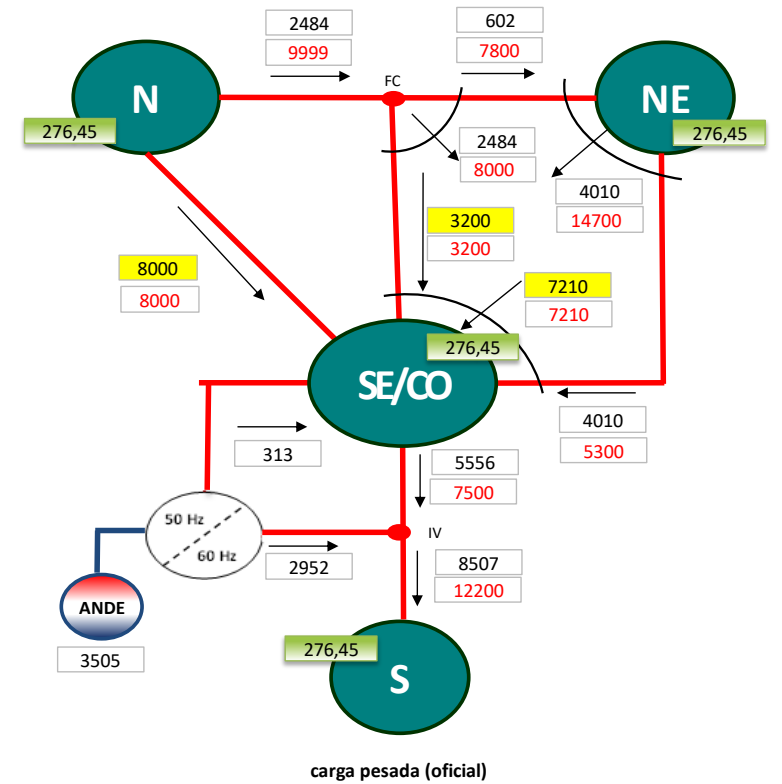 2484
9999
602
7800
FC
N
NE
276,45
276,45
2484
8000
4010
14700
3200
3200
8000
8000
7210
7210
276,45
SE/CO
4010
5300
313
5556
7500
50 Hz
60 Hz
IV
2952
8507
12200
ANDE
3505
276,45
S
carga pesada (oficial)